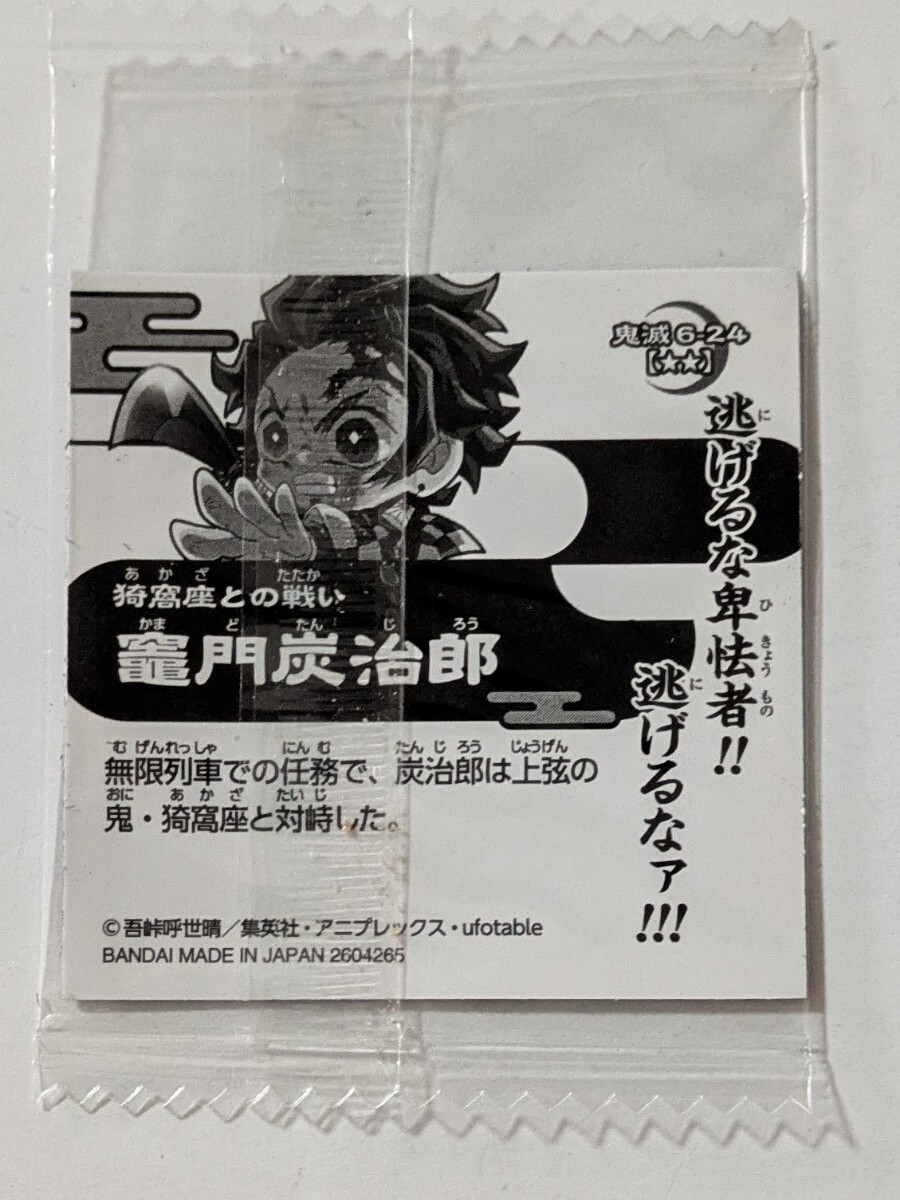 鬼滅6-24
[★★]
逃げるな卑怯者!!
逃げるなァ!!!
猗窩座との戦い
竈門炭治郎
無限列車での任務で、炭治郎は上弦の
鬼・猗窩座と対峙した。
©吾峠呼世晴／集英社・アニプレックス・ufotable
BANDAI MADE IN JAPAN 2604265